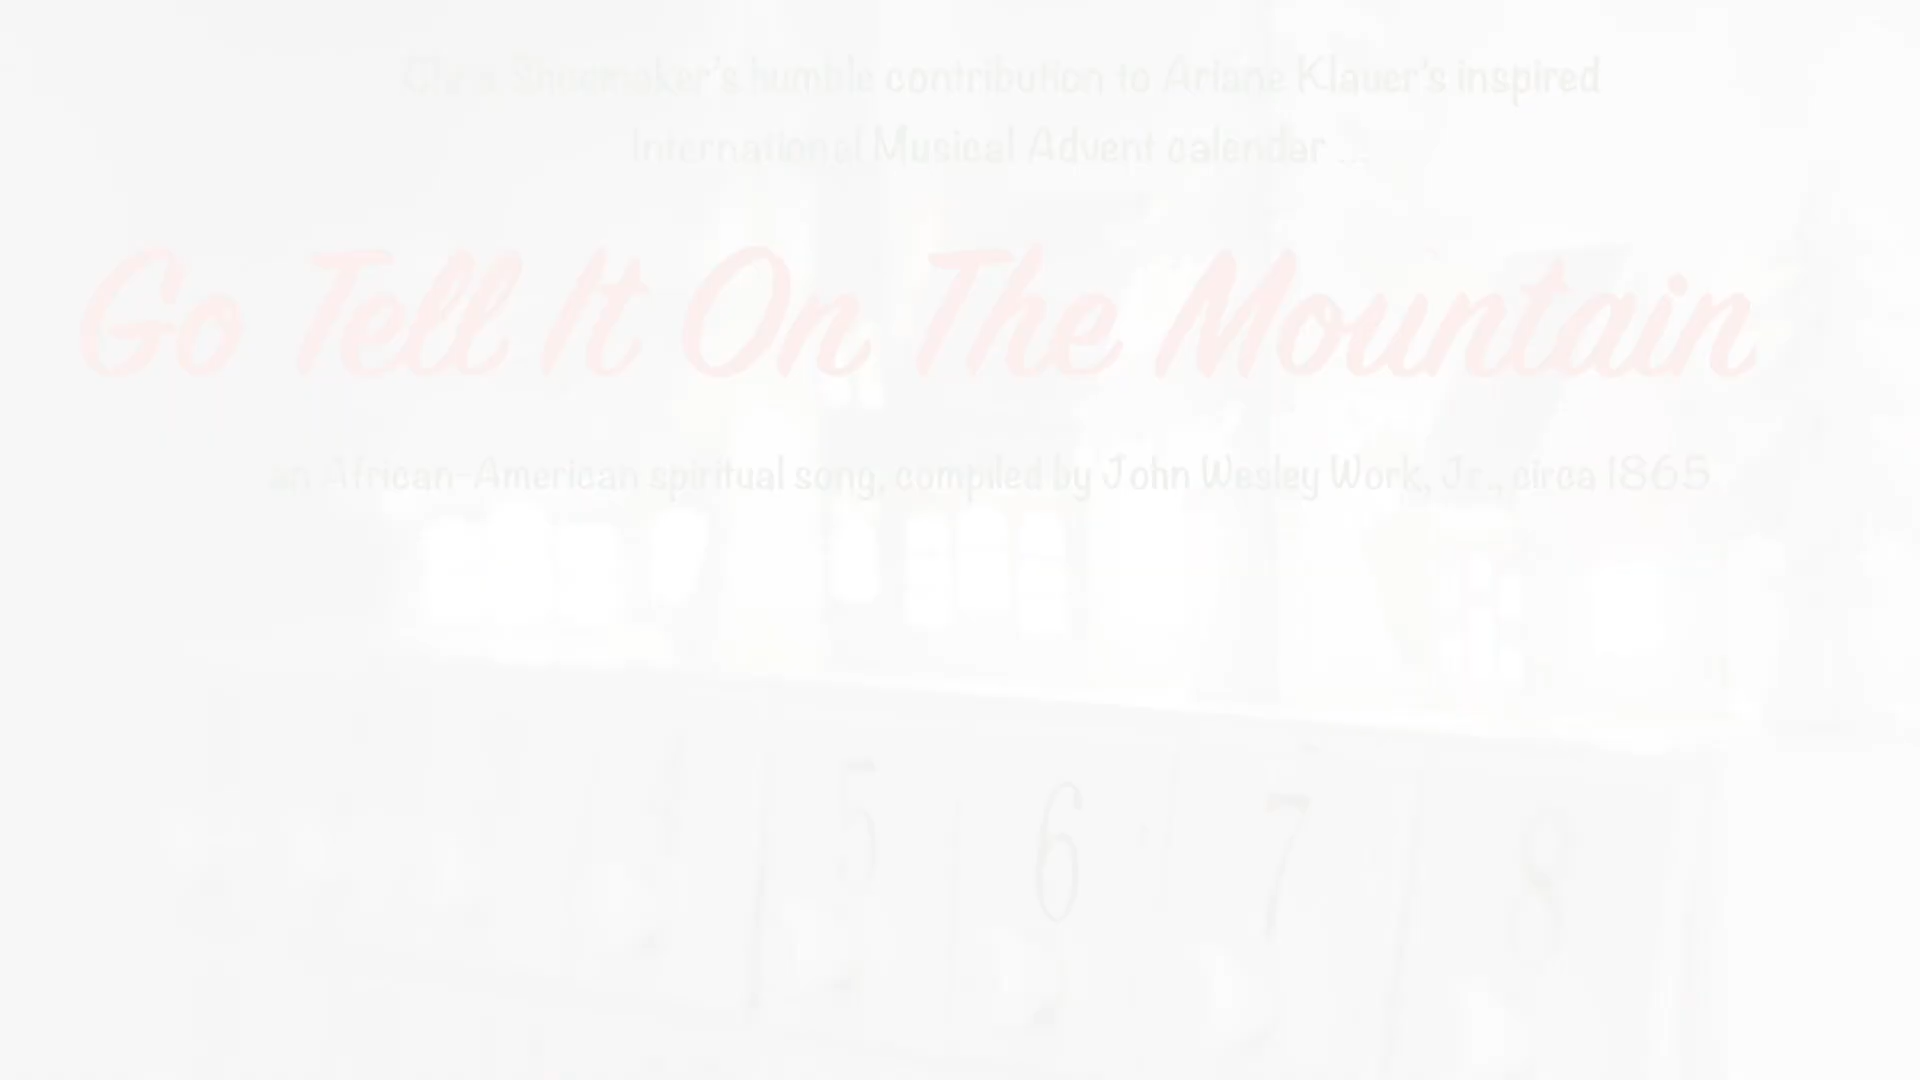 Shoemaker's humble contribution to Ariane Klauer's inspired
International Musical Advent calendar ...
Go Tell It On The Mountain
an African-American spiritual song, compiled by John Wesley Work, Jr., circa 1865
5 6 7 8